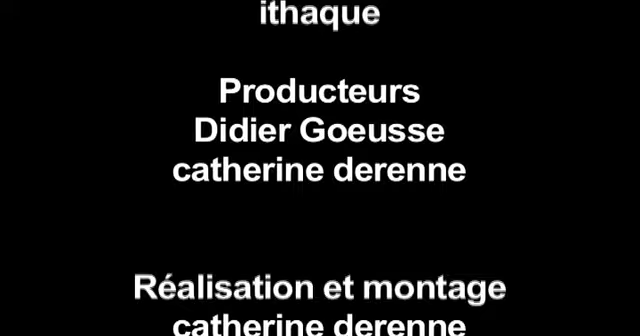 ithaque
Producteurs
Didier Goeusse
catherine derenne
Réalisation et montage
catherine derenne